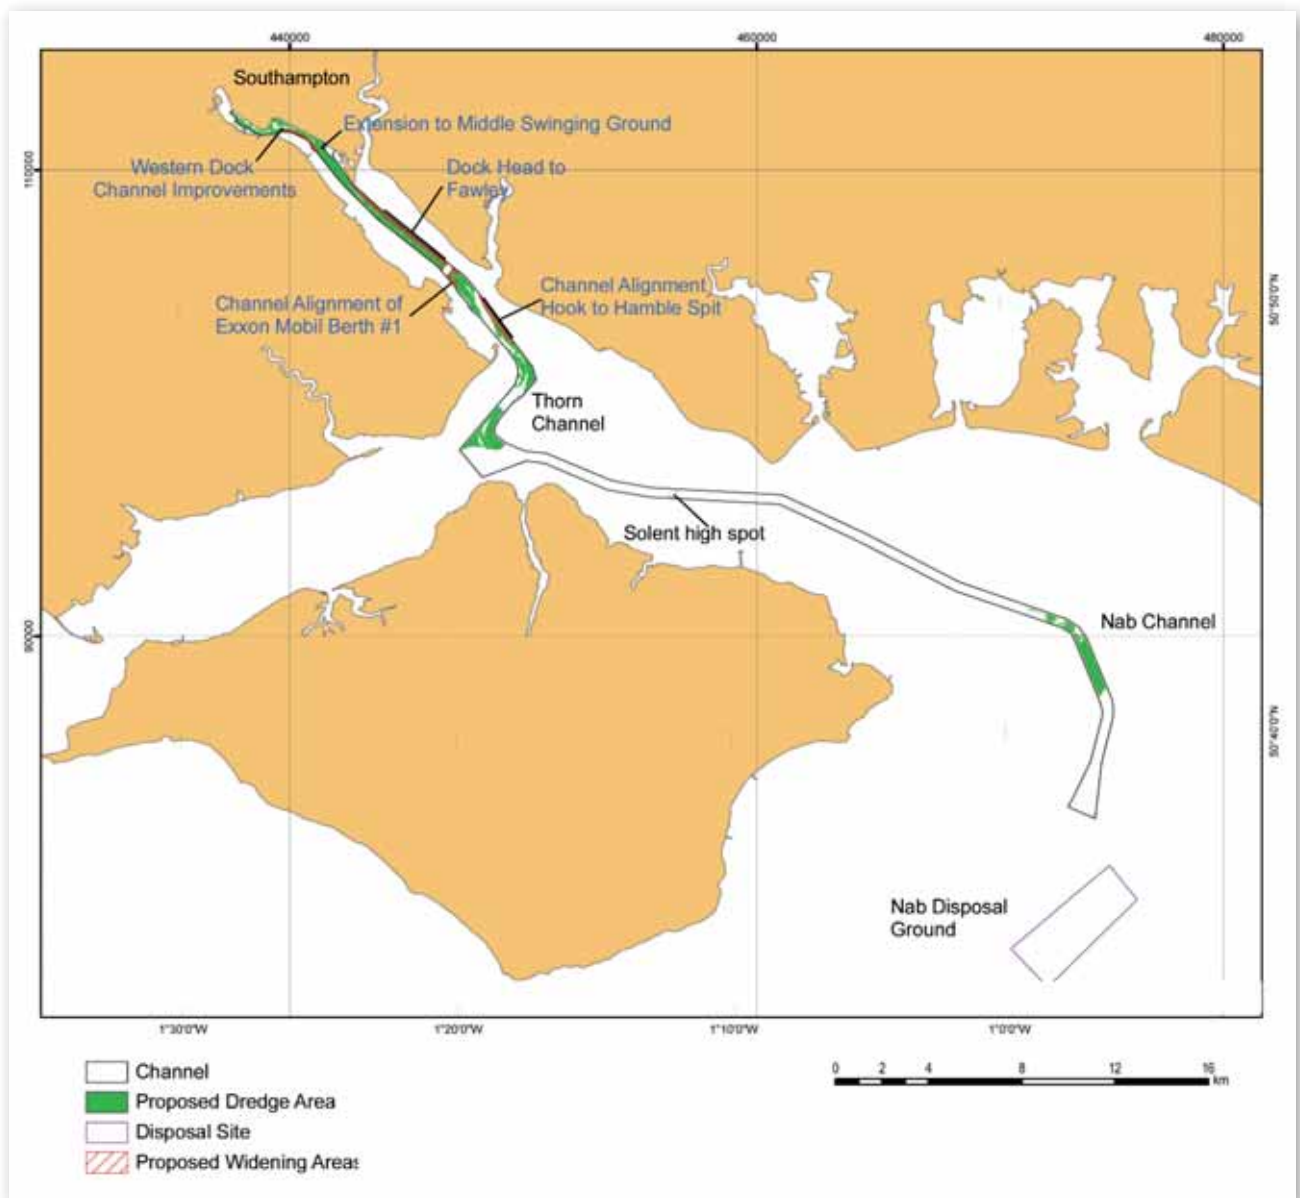 440000
460000
480000
Southampton
Extension to Middle Swinging Ground
Western Dock
Channel Improvements
Dock Head to
Fawley
110000
Channel Alignment
Hook to Hamble Spit
Channel Alignment of
Exxon Mobil Berth #1
50°50'0"N
Thorn
Channel
Solent high spot
Nab Channel
90000
50°40'0"N
Nab Disposal
Ground
1°30'0"W
1°20'0"W
1°10'0"W
1°0'0"W
Channel
Proposed Dredge Area
Disposal Site
Proposed Widening Areas
0 2 4 8 12 16
km